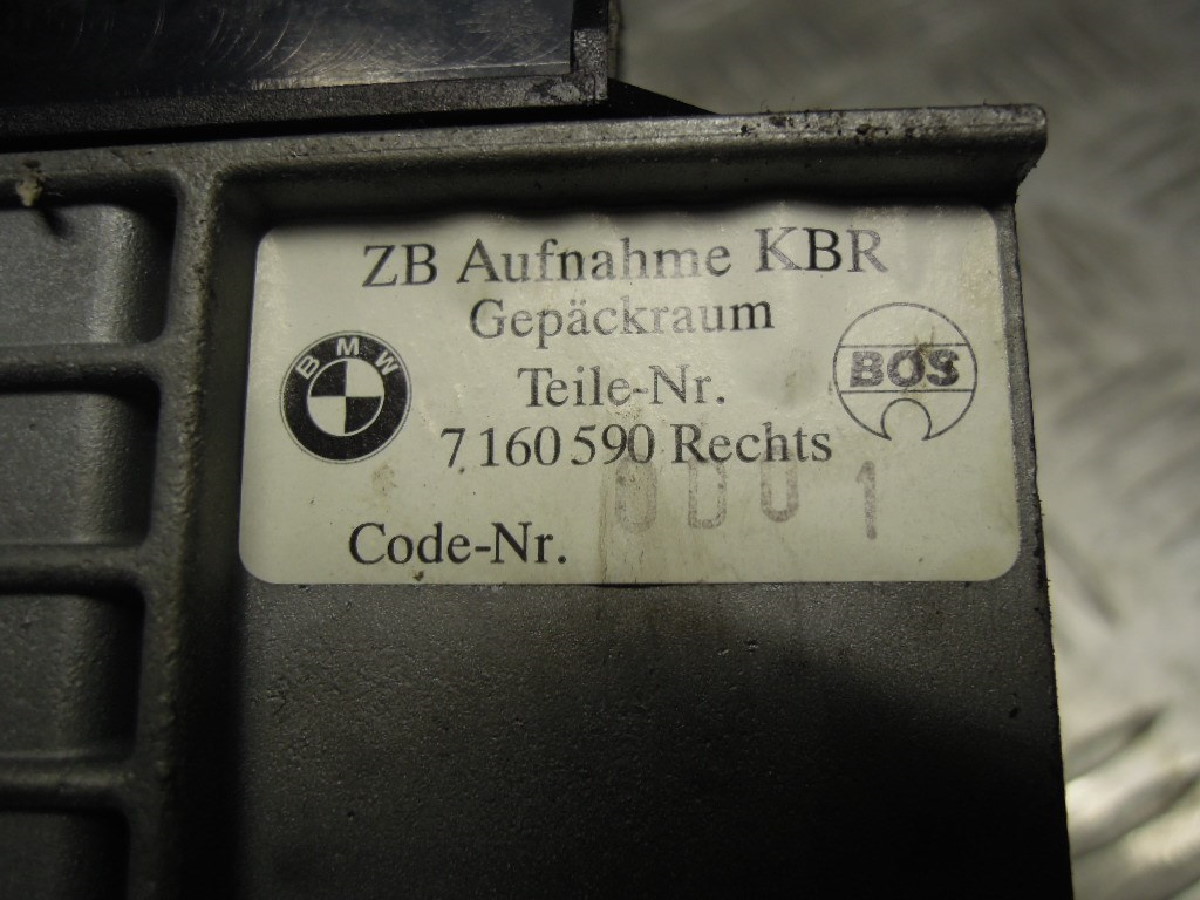 ZB Aufnahme KBR
Gepäckraum
BMW
BOS
Teile-Nr.
7 160 590 Rechts
0001
Code-Nr.